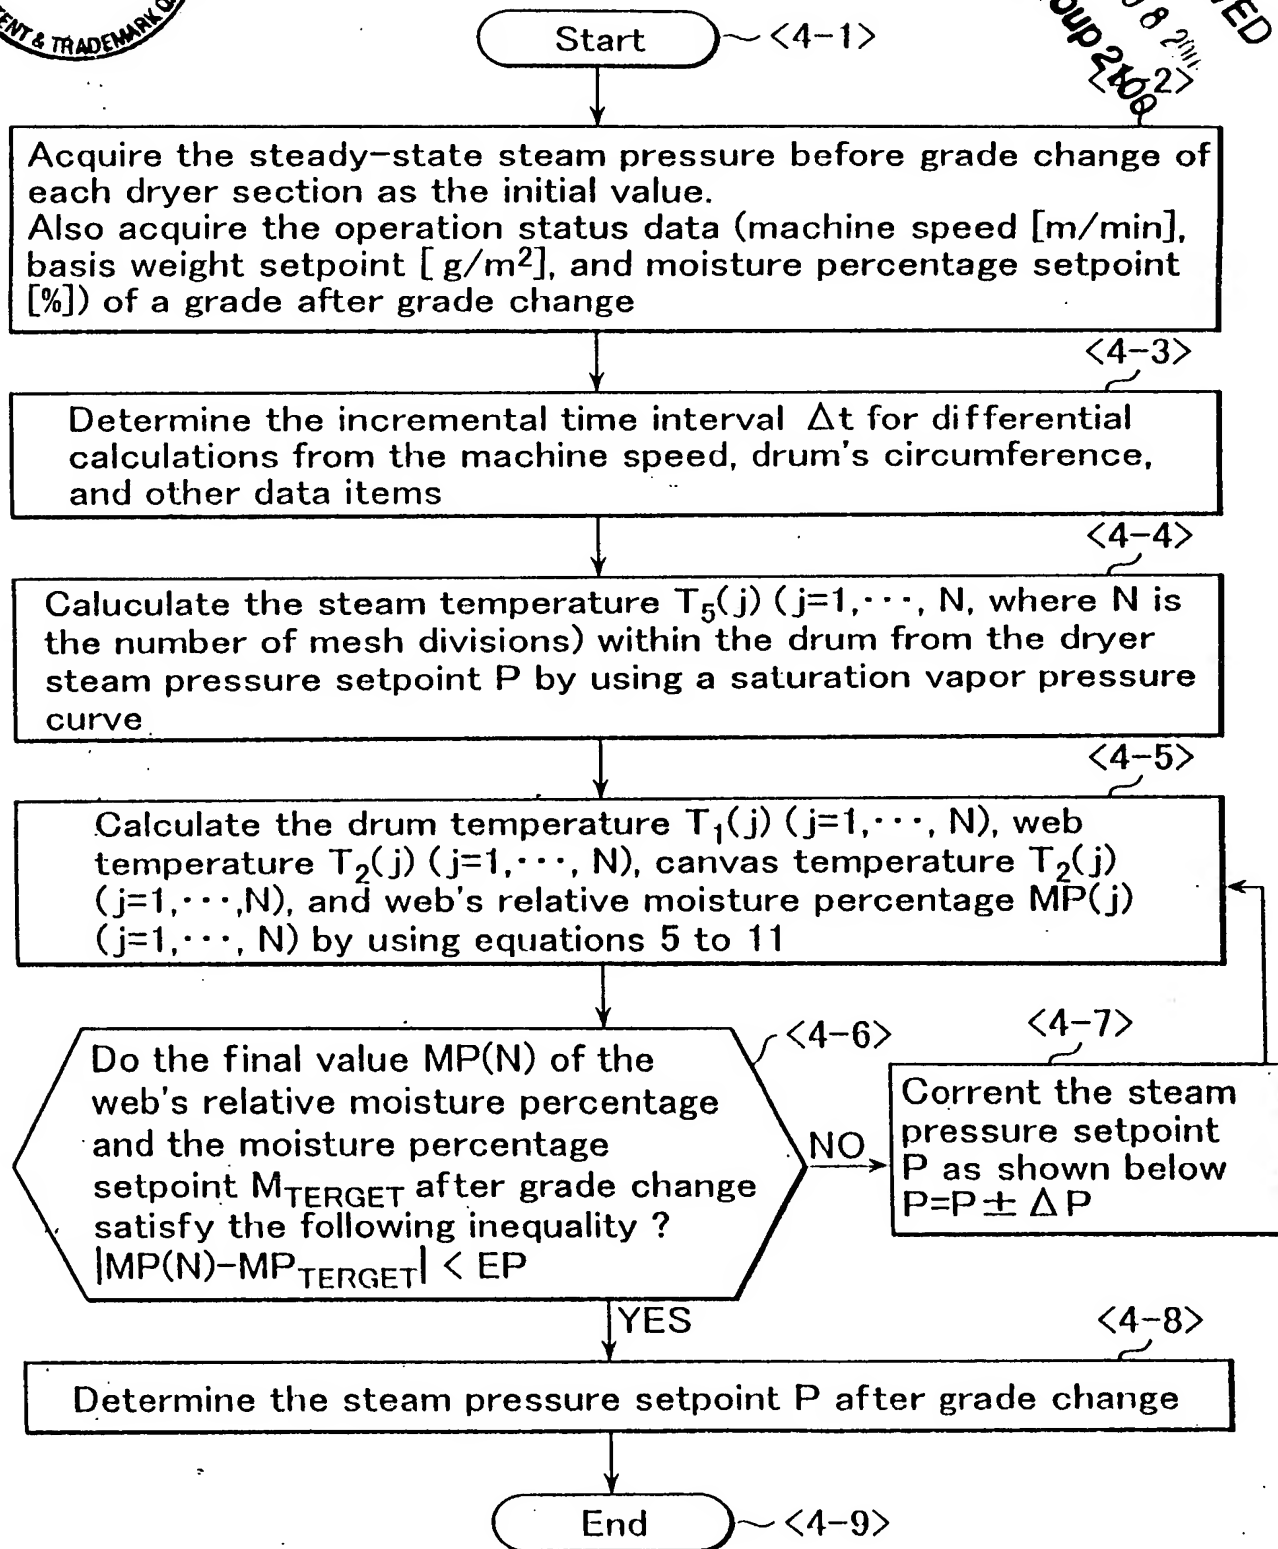 ENT & TRADEMARK
Start
<4-1>
Group 2100
Acquire the steady-state steam pressure before grade change of
each dryer section as the initial value.
Also acquire the operation status data (machine speed [m/min],
basis weight setpoint [ g/m²], and moisture percentage setpoint
[%]) of a grade after grade change
<4-3>
Determine the incremental time interval Δt for differential
calculations from the machine speed, drum's circumference,
and other data items
<4-4>
Caluculate the steam temperature T₅(j) (j=1,···, N, where N is
the number of mesh divisions) within the drum from the dryer
steam pressure setpoint P by using a saturation vapor pressure
curve
<4-5>
Calculate the drum temperature T₁(j) (j=1,···, N), web
temperature T₂(j) (j=1,···, N), canvas temperature T₂(j)
(j=1,···,N), and web's relative moisture percentage MP(j)
(j=1,···, N) by using equations 5 to 11
<4-6>
Do the final value MP(N) of the
web's relative moisture percentage
and the moisture percentage
setpoint M_TERGET after grade change
satisfy the following inequality ?
|MP(N)-MP_TERGET| < EP
NO
<4-7>
Corrent the steam
pressure setpoint
P as shown below
P=P ± Δ P
YES
<4-8>
Determine the steam pressure setpoint P after grade change
End
<4-9>